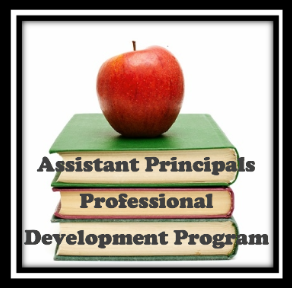 Assistant Principals
Professional
Development Program